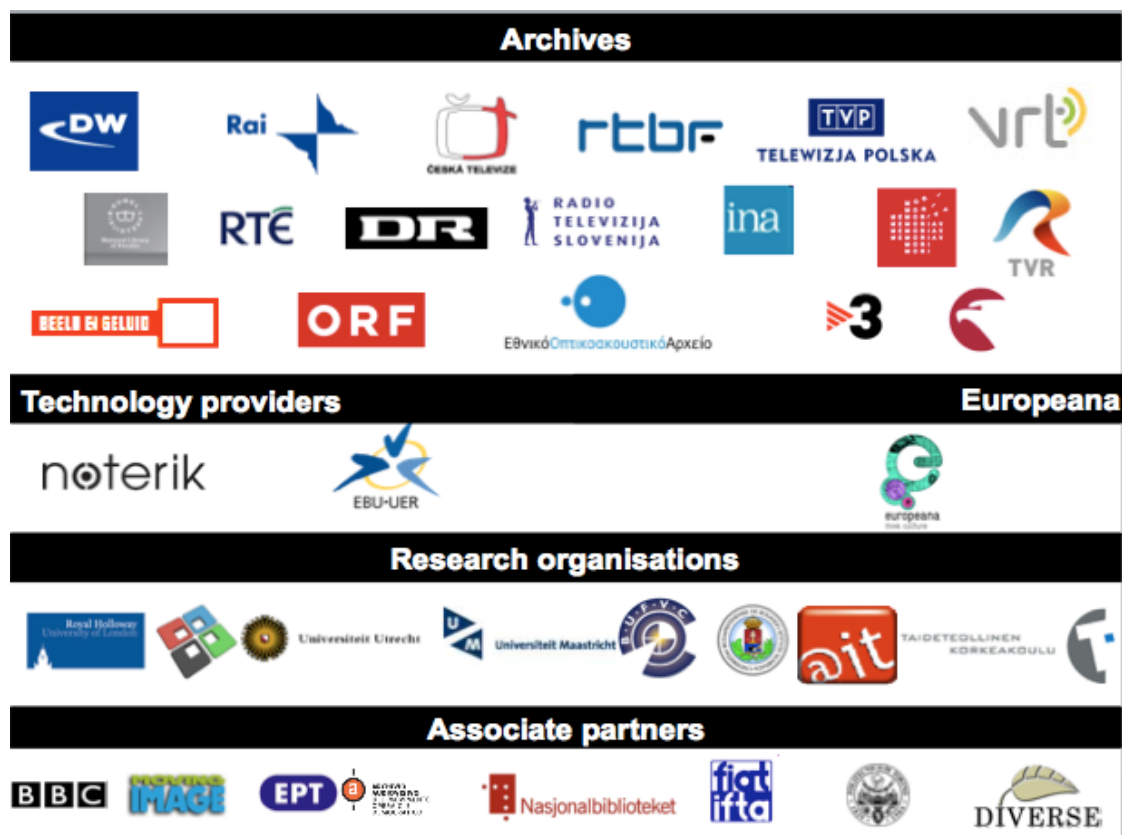 Archives
DW
Rai
ČESKÁ TELEVIZE
rtbf
TVP
TELEWIZJA POLSKA
vrt
RTÉ
DR
RADIO
TELEVIZIJA
SLOVENIJA
ina
TVR
BEELD EN GELUID
ORF
ΕθνικόΟπτικοακουστικόΑρχείο
3
Technology providers
Europeana
noterik
EBU·UER
europeana
Research organisations
Royal Holloway
University of London
Universiteit Utrecht
U/M
Universiteit Maastricht
B·U·F·V·C
@it
TAIDETEOLLINEN
KORKEAKOULU
Associate partners
BBC
MOVING
IMAGE
EPT
a
Nasjonalbiblioteket
fiat
ifta
DIVERSE